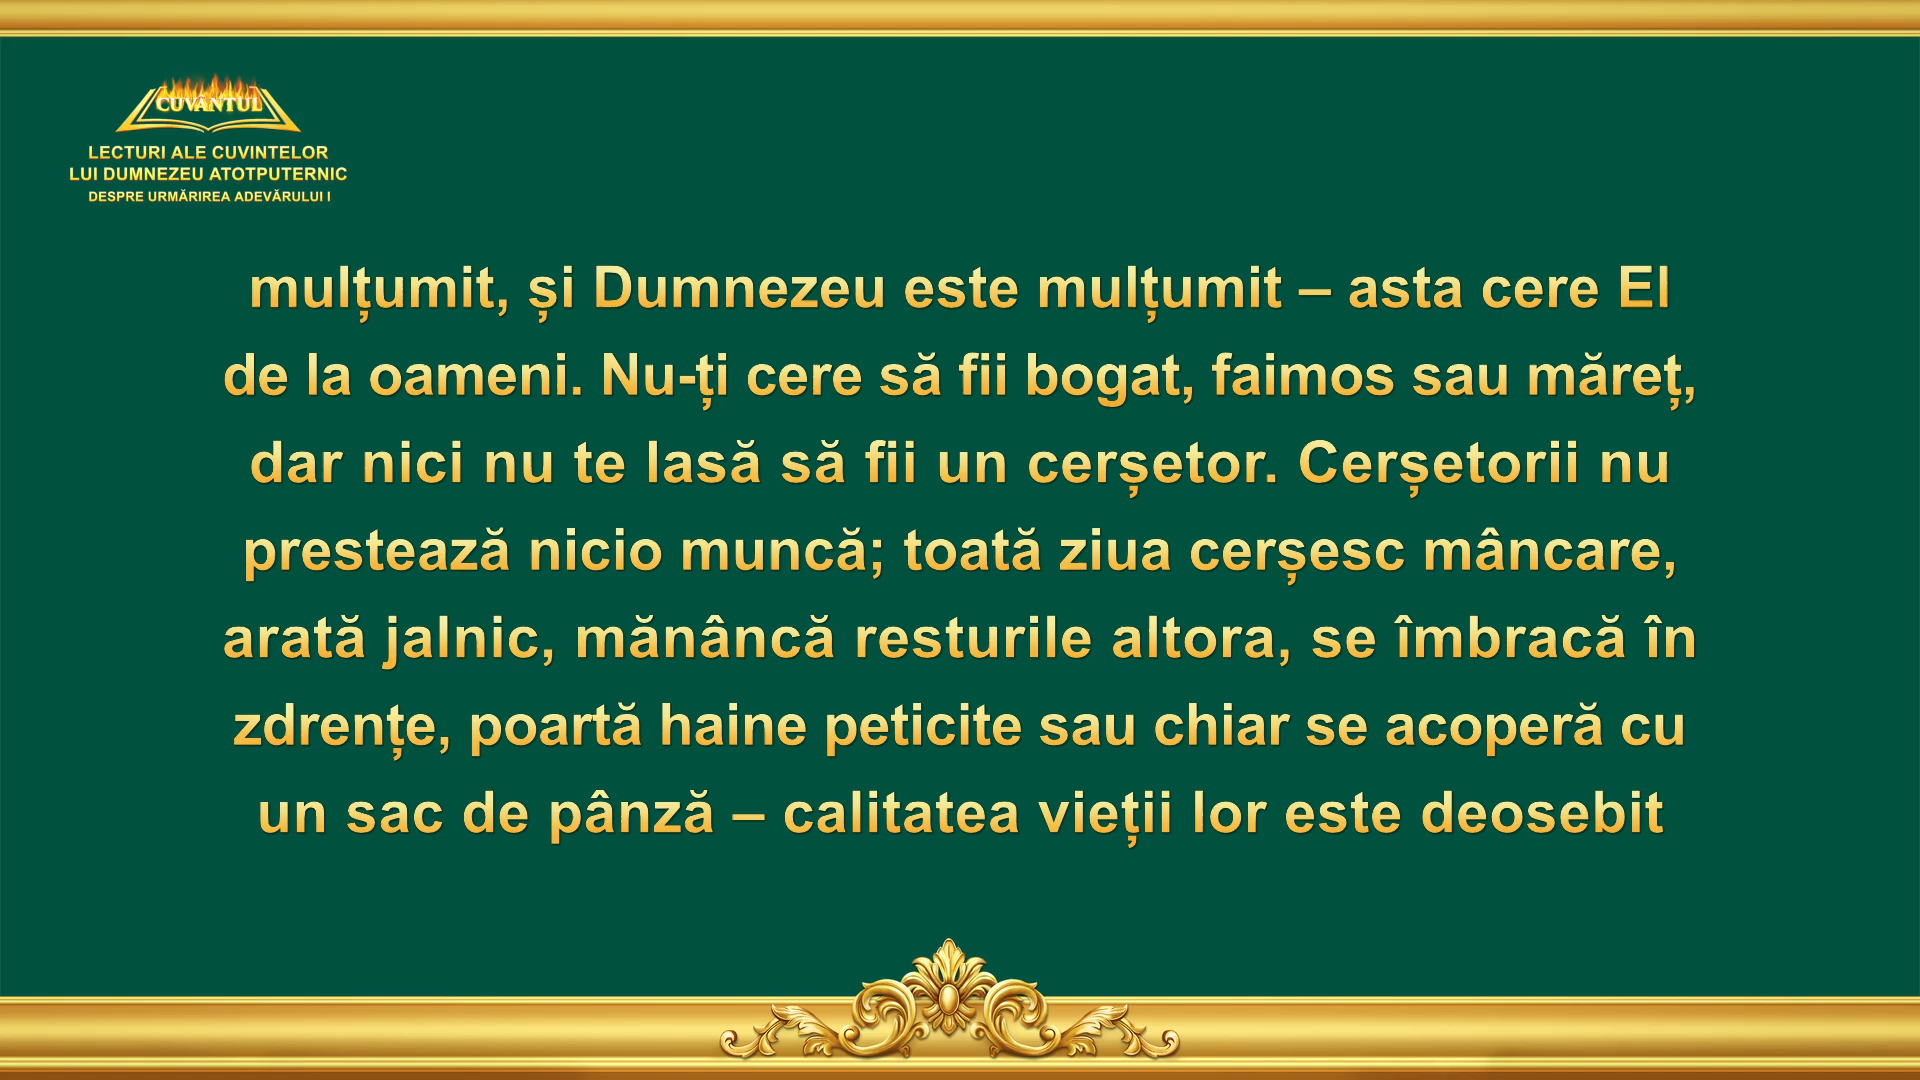 CUVÂNTUL
LECTURI ALE CUVINTELOR
LUI DUMNEZEU ATOTPUTERNIC
DESPRE URMĂRIREA ADEVĂRULUI I
mulțumit, și Dumnezeu este mulțumit – asta cere El
de la oameni. Nu-ți cere să fii bogat, faimos sau măreț,
dar nici nu te lasă să fii un cerșetor. Cerșetorii nu
prestează nicio muncă; toată ziua cerșesc mâncare,
arată jalnic, mănâncă resturile altora, se îmbracă în
zdrențe, poartă haine peticite sau chiar se acoperă cu
un sac de pânză – calitatea vieții lor este deosebit